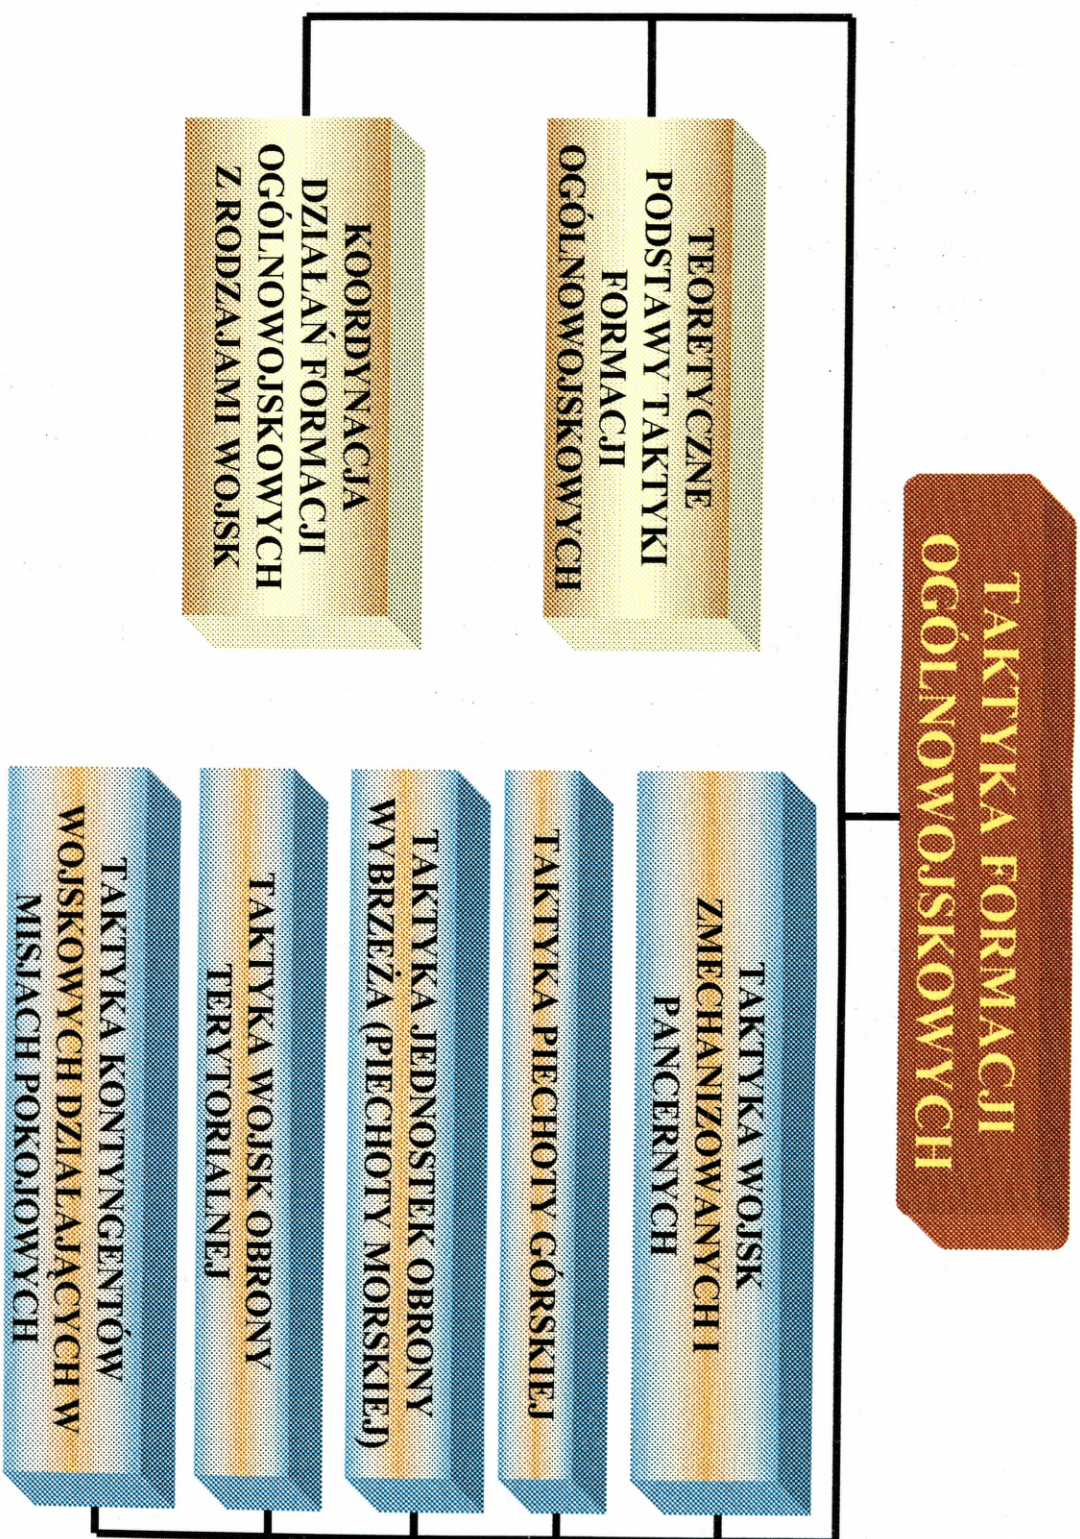 TAKTYKA FORMACJI
OGÓLNOWOJSKOWYCH
TEORETYCZNE
PODSTAWY TAKTYKI
FORMACJI
OGÓLNOWOJSKOWYCH
KOORDYNACJA
DZIAŁAŃ FORMACJI
OGÓLNOWOJSKOWYCH
Z RODZAJAMI WOJSK
TAKTYKA WOJSK
ZMECHANIZOWANYCH I
PANCERNYCH
TAKTYKA PIECHOTY GÓRSKIEJ
TAKTYKA JEDNOSTEK OBRONY
WYBRZEŻA (PIECHOTY MORSKIEJ)
TAKTYKA WOJSK OBRONY
TERYTORIALNEJ
TAKTYKA KONTYNGENTÓW
WOJSKOWYCH DZIAŁAJĄCYCH W
MISJACH POKOJOWYCH